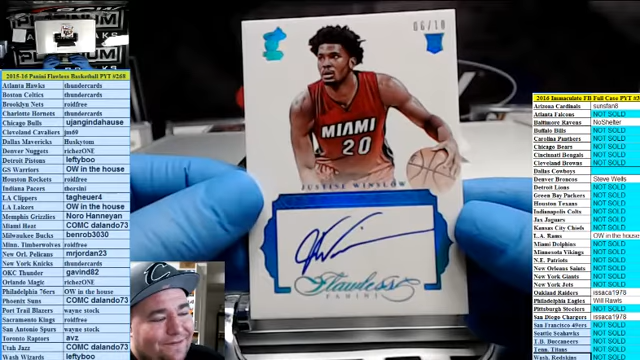 2015-16 Panini Flawless Basketball PYT #268
Atlanta Hawks thundercards
Boston Celtics thundercards
Brooklyn Nets roidfree
Charlotte Hornets thundercards
Chicago Bulls ujangindahause
Cleveland Cavaliers jus69
Dallas Mavericks Huskytom
Denver Nuggets richezONE
Detroit Pistons leftyboo
GS Warriors OW in the house
Houston Rockets roidfree
Indiana Pacers thorsini
LA Clippers tagheuer4
LA Lakers OW in the house
Memphis Grizzlies Noro Hanneyan
Miami Heat COMC dalando73
Milwaukee Bucks benrob3030
Minn. Timberwolves roidfree
New Orl. Pelicans mrjordan23
New York Knicks thundercards
OKC Thunder gavind82
Orlando Magic richezONE
Philadelphia 76ers OW in the house
Phoenix Suns COMC dalando73
Port Trail Blazers wayne stock
Sacramento Kings roidfree
San Antonio Spurs wayne stock
Toronto Raptors avz
Utah Jazz COMC dalando73
Wash Wizards leftyboo
06/10
MIAMI
20
JUSTISE WINSLOW
Flawless
PANINI
2016 Immaculate FB Full Case PYT #3
Arizona Cardinals sunsfan8
Atlanta Falcons NOT SOLD
Baltimore Ravens NoShelter
Buffalo Bills NOT SOLD
Carolina Panthers NOT SOLD
Chicago Bears NOT SOLD
Cincinnati Bengals NOT SOLD
Cleveland Browns NOT SOLD
Dallas Cowboys
Denver Broncos Steve Wells
Detroit Lions NOT SOLD
Green Bay Packers NOT SOLD
Houston Texans NOT SOLD
Indianapolis Colts NOT SOLD
Jax Jaguars NOT SOLD
Kansas City Chiefs NOT SOLD
L.A. Rams OW in the house
Miami Dolphins NOT SOLD
Minnesota Vikings NOT SOLD
N.E. Patriots NOT SOLD
New Orleans Saints NOT SOLD
New York Giants NOT SOLD
New York Jets NOT SOLD
Oakland Raiders issaca1978
Philadelphia Eagles Will Rawls
Pittsburgh Steelers NOT SOLD
San Diego Chargers issaca1978
San Francisco 49ers NOT SOLD
Seattle Seahawks NOT SOLD
T.B. Buccaneers NOT SOLD
Tenn. Titans NOT SOLD
Wash. Redskins NOT SOLD